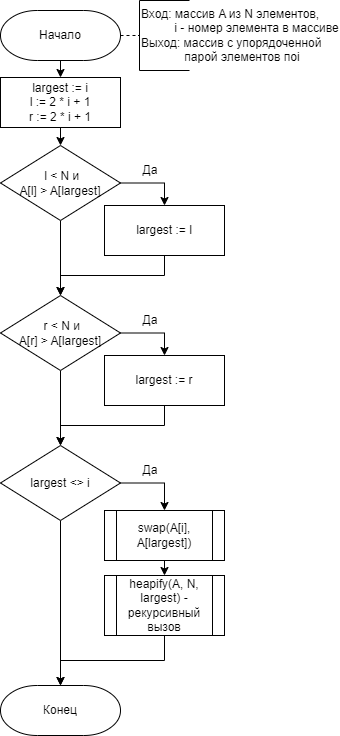 Начало
Вход: массив А из N элементов,
i - номер элемента в массиве
Выход: массив с упорядоченной
парой элементов noi
largest := i
l := 2 * i + 1
r := 2 * i + 1
l < N и
A[l] > A[largest]
Да
largest := l
r < N и
A[r] > A[largest]
Да
largest := r
largest <> i
Да
swap(A[i],
A[largest])
heapify(A, N,
largest) -
рекурсивный
вызов
Конец